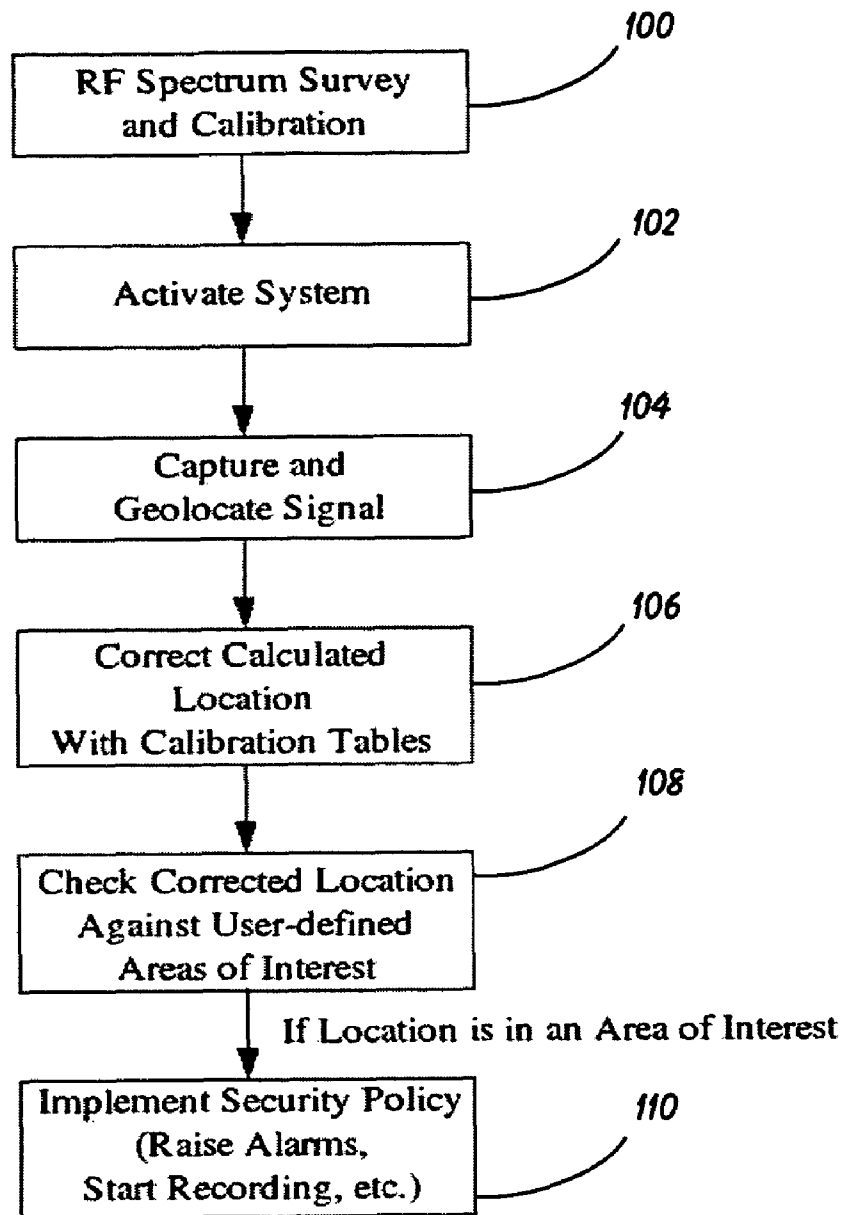 100
RF Spectrum Survey
and Calibration
102
Activate System
104
Capture and
Geolocate Signal
106
Correct Calculated
Location
With Calibration Tables
108
Check Corrected Location
Against User-defined
Areas of Interest
If Location is in an Area of Interest
Implement Security Policy
110
(Raise Alarms,
Start Recording, etc.)